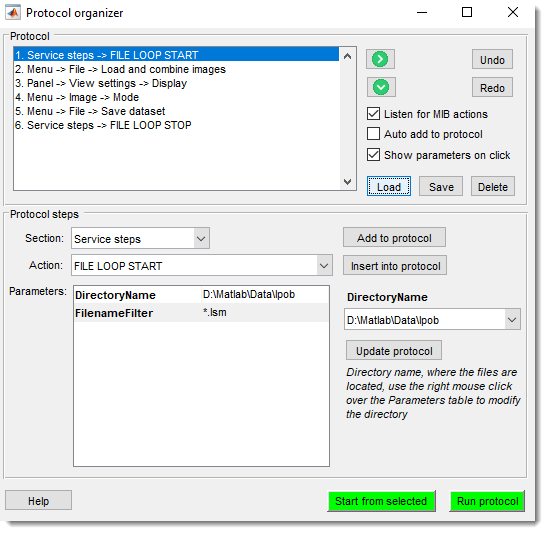 Protocol organizer
Protocol
1. Service steps -> FILE LOOP START
2. Menu -> File -> Load and combine images
3. Panel -> View settings -> Display
4. Menu -> Image -> Mode
5. Menu -> File -> Save dataset
6. Service steps -> FILE LOOP STOP
Undo
Redo
Listen for MIB actions
Auto add to protocol
Show parameters on click
Load Save Delete
Protocol steps
Section: Service steps Add to protocol
Action: FILE LOOP START Insert into protocol
Parameters:
DirectoryName D:\Matlab\Data\lpob
FilenameFilter *.lsm
DirectoryName
D:\Matlab\Data\lpob
Update protocol
Directory name, where the files are
located, use the right mouse click
over the Parameters table to modify
the directory
Help Start from selected Run protocol